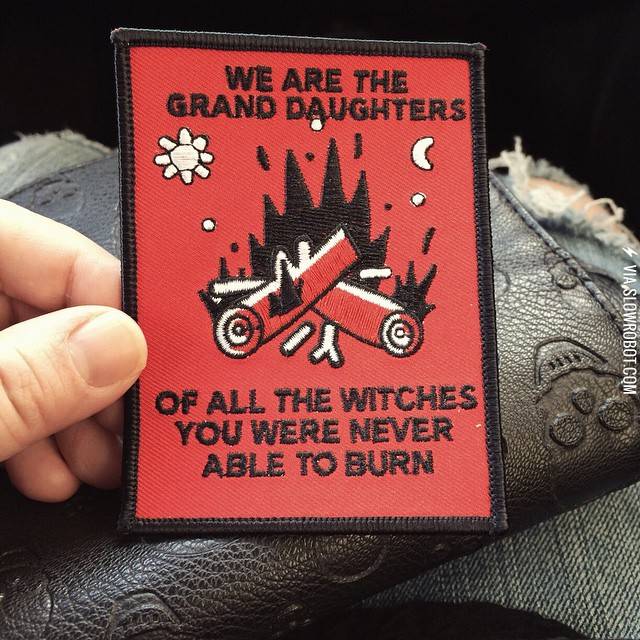 WE ARE THE
GRAND DAUGHTERS
OF ALL THE WITCHES
YOU WERE NEVER
ABLE TO BURN
VIA SLOWROBOT.COM